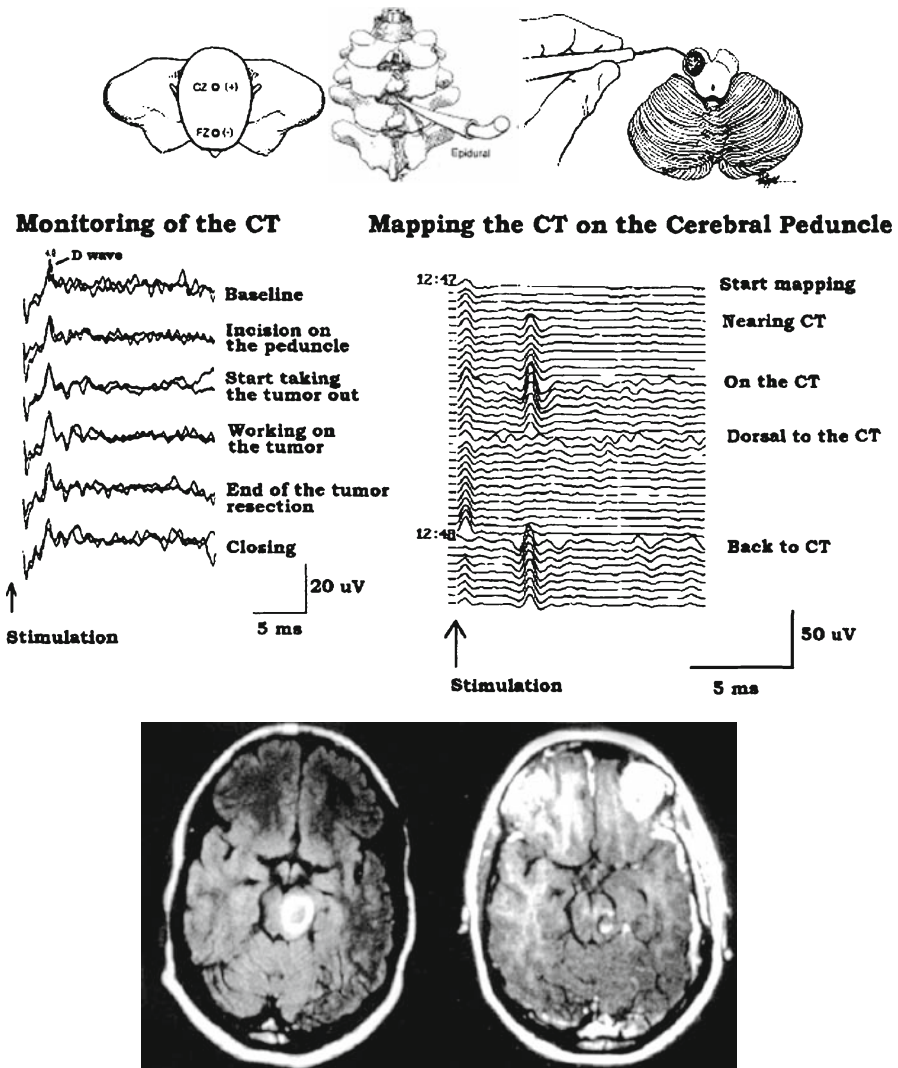 CZ (+)
FZ (-)
Epidural
Monitoring of the CT
4.0
D wave
Baseline
Incision on
the peduncle
Start taking
the tumor out
Working on
the tumor
End of the tumor
resection
Closing
20 uV
5 ms
Stimulation
Mapping the CT on the Cerebral Peduncle
12:47
Start mapping
Nearing CT
On the CT
Dorsal to the CT
12:48
Back to CT
50 uV
Stimulation
5 ms